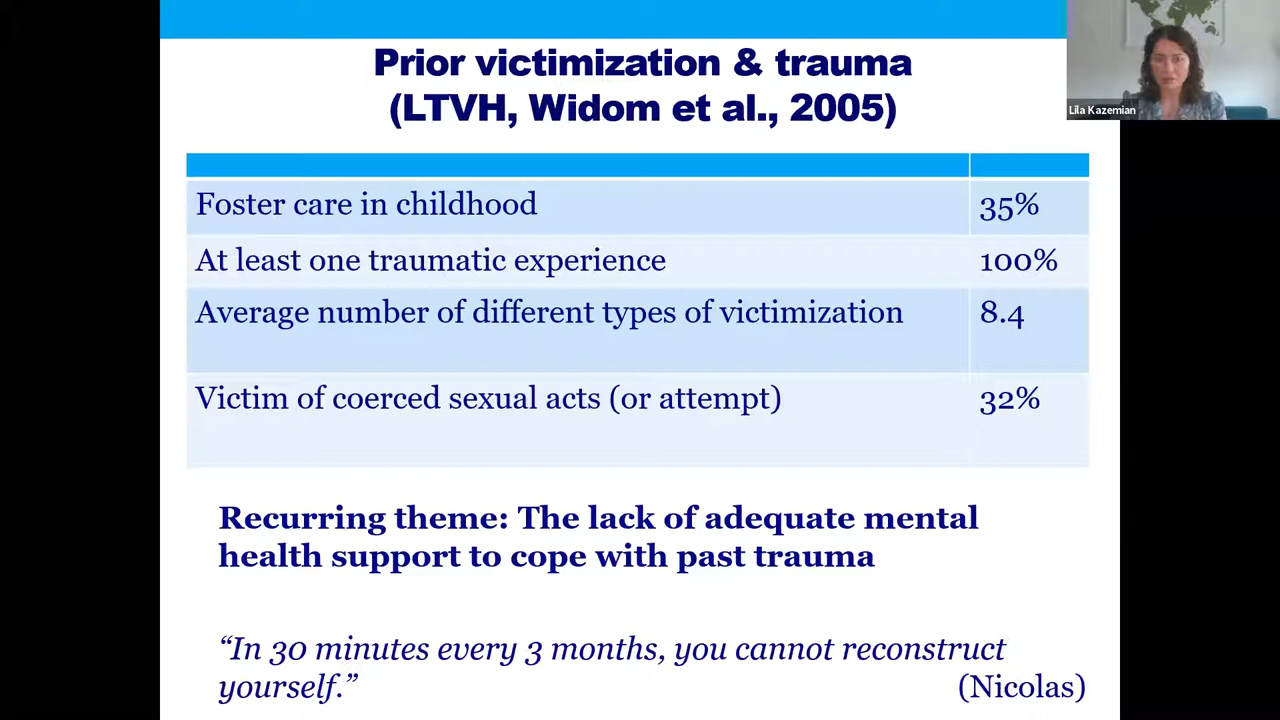 Prior victimization & trauma
(LTVH, Widom et al., 2005)
Lila Kazemian
Foster care in childhood 35%
At least one traumatic experience 100%
Average number of different types of victimization 8.4
Victim of coerced sexual acts (or attempt) 32%
Recurring theme: The lack of adequate mental
health support to cope with past trauma
“In 30 minutes every 3 months, you cannot reconstruct
yourself.” (Nicolas)